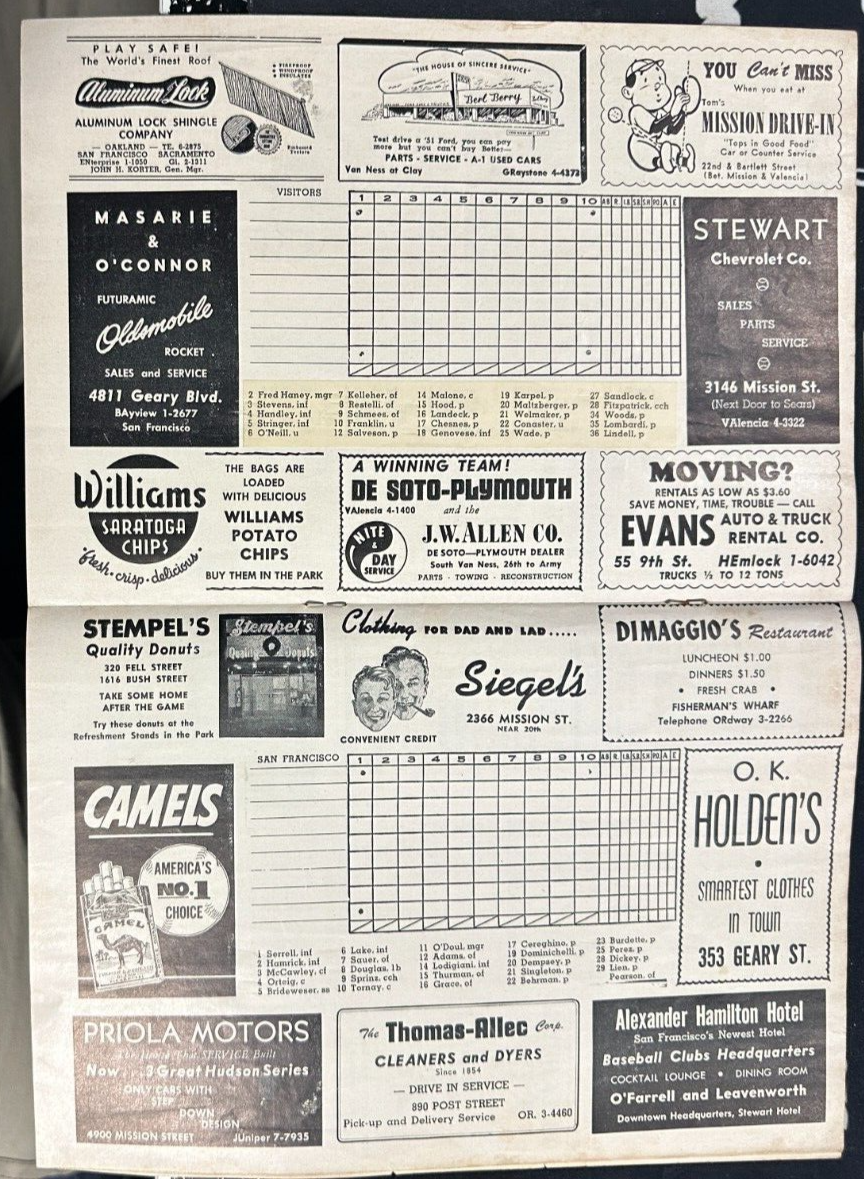 PLAY SAFE!
The World's Finest Roof
Aluminum Lock
• FIREPROOF
• WINDPROOF
• INSULATES
ALUMINUM LOCK SHINGLE
COMPANY
— OAKLAND — TE. 6-2875
SAN FRANCISCO SACRAMENTO
ENterprise 1-1050 GI. 2-1211
JOHN H. KORTER, Gen. Mgr.
"THE HOUSE OF SINCERE SERVICE"
Berl Berry
Test drive a '51 Ford, you can pay
more but you can't buy Better—
PARTS - SERVICE - A-1 USED CARS
Van Ness at Clay GRaystone 4-4373
YOU Can't MISS
When you eat at
Tom's
MISSION DRIVE-IN
"Tops in Good Food"
Car or Counter Service
22nd & Bartlett Street
(Bet. Mission & Valencia)
MASARIE
&
O'CONNOR
FUTURAMIC
Oldsmobile
ROCKET
SALES and SERVICE
4811 Geary Blvd.
BAyview 1-2677
San Francisco
VISITORS
1 2 3 4 5 6 7 8 9 10 AB R LB SB SH PO A E
2 Fred Haney, mgr 7 Kelleher, of 14 Malone, c 19 Karpel, p 27 Sandlock, c
3 Stevens, inf 8 Restelli, of 15 Hood, p 20 Maltzberger, p 28 Fitzpatrick, cch
4 Handley, inf 9 Schmees, of 16 Landeck, p 21 Welmaker, p 34 Woods, p
5 Stringer, inf 10 Franklin, u 17 Chesnes, p 22 Conaster, u 35 Lombardi, p
6 O'Neill, u 12 Salveson, p 18 Genovese, inf 25 Wade, p 36 Lindell, p
STEWART
Chevrolet Co.
SALES
PARTS
SERVICE
3146 Mission St.
(Next Door to Sears)
VAlencia 4-3322
Williams
SARATOGA
CHIPS
fresh · crisp · delicious
THE BAGS ARE
LOADED
WITH DELICIOUS
WILLIAMS
POTATO
CHIPS
BUY THEM IN THE PARK
A WINNING TEAM!
DE SOTO-PLYMOUTH
VAlencia 4-1400 and the
NITE & DAY SERVICE
J.W. ALLEN CO.
DE SOTO—PLYMOUTH DEALER
South Van Ness, 26th to Army
PARTS · TOWING · RECONSTRUCTION
MOVING?
RENTALS AS LOW AS $3.60
SAVE MONEY, TIME, TROUBLE — CALL
EVANS AUTO & TRUCK
RENTAL CO.
55 9th St. HEmlock 1-6042
TRUCKS ½ TO 12 TONS
STEMPEL'S
Quality Donuts
320 FELL STREET
1616 BUSH STREET
TAKE SOME HOME
AFTER THE GAME
Try these donuts at the
Refreshment Stands in the Park
Stempel's
Quality Donuts
Clothing FOR DAD AND LAD.....
Siegel's
2366 MISSION ST.
NEAR 20th
CONVENIENT CREDIT
DIMAGGIO'S Restaurant
LUNCHEON $1.00
DINNERS $1.50
• FRESH CRAB •
FISHERMAN'S WHARF
Telephone ORdway 3-2266
CAMELS
AMERICA'S
NO.1
CHOICE
CAMEL
SAN FRANCISCO
1 2 3 4 5 6 7 8 9 10 AB R LB SB SH PO A E
1 Serrell, inf 6 Lake, inf 11 O'Doul, mgr 17 Cereghino, p 23 Burdette, p
2 Hamrick, inf 7 Sauer, of 12 Adams, of 19 Dominichelli, p 25 Perez, p
3 McCawley, cf 8 Douglas, 1b 14 Lodigiani, inf 20 Dempsey, p 28 Dickey, p
4 Orteig, c 9 Sprinz, cch 15 Thurman, of 21 Singleton, p 29 Lien, p
5 Brideweser, ss 10 Tornay, c 16 Grace, of 22 Behrman, p Pearson, of
O. K.
HOLDEN'S
•
SMARTEST CLOTHES
IN TOWN
353 GEARY ST.
PRIOLA MOTORS
The House That SERVICE Built
Now...3 Great Hudson Series
ONLY CARS WITH
STEP
DOWN
DESIGN
4900 MISSION STREET JUniper 7-7935
The Thomas-Allec Corp.
CLEANERS and DYERS
Since 1854
— DRIVE IN SERVICE —
890 POST STREET
Pick-up and Delivery Service OR. 3-4460
Alexander Hamilton Hotel
San Francisco's Newest Hotel
Baseball Clubs Headquarters
COCKTAIL LOUNGE • DINING ROOM
O'Farrell and Leavenworth
Downtown Headquarters, Stewart Hotel